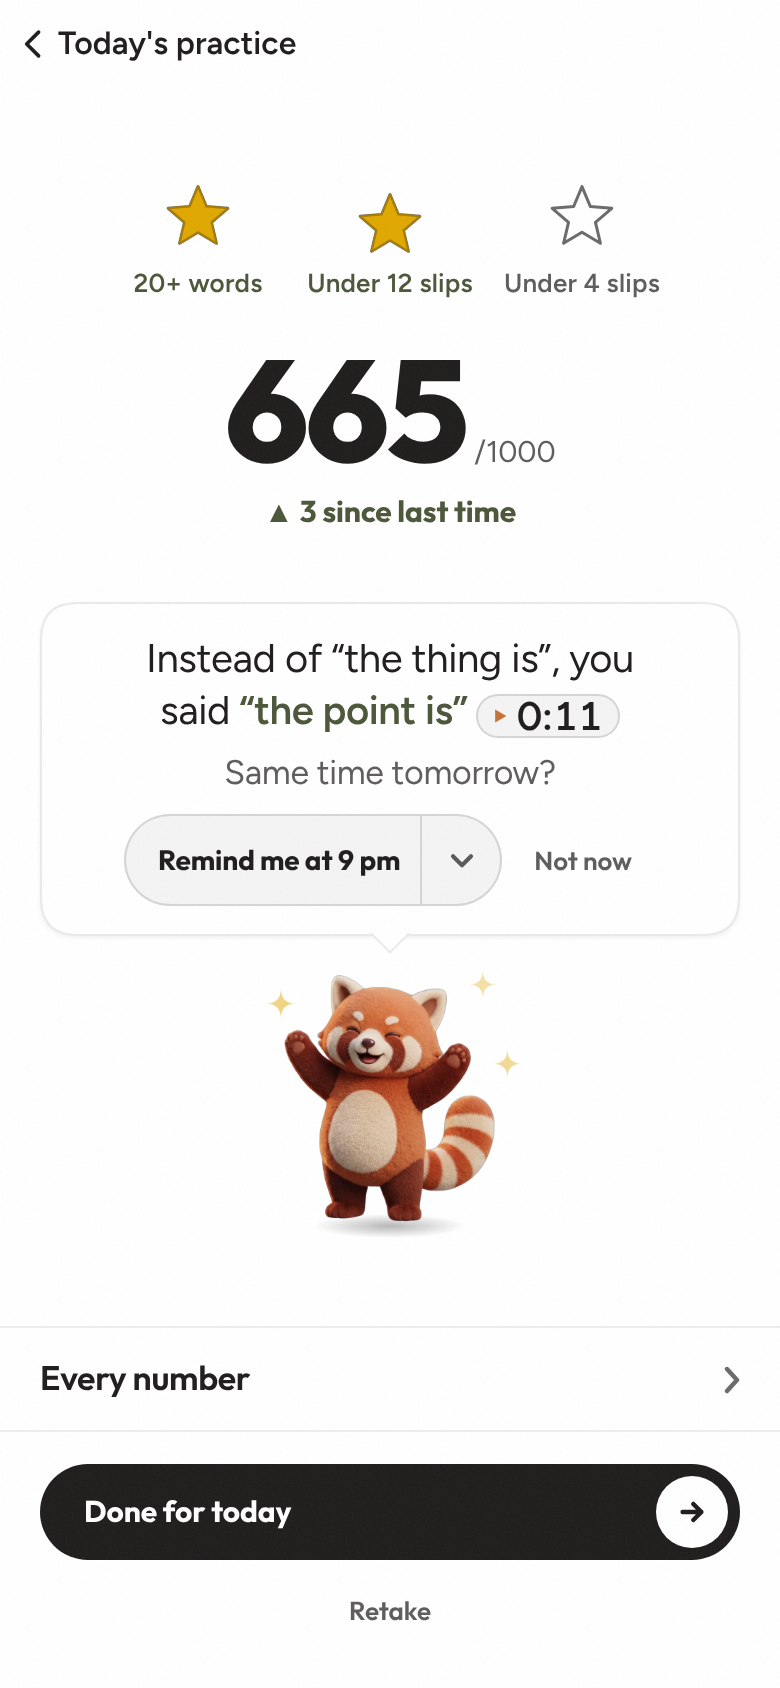 Today's practice
20+ words
Under 12 slips
Under 4 slips
665/1000
▲ 3 since last time
Instead of “the thing is”, you
said “the point is” 0:11
Same time tomorrow?
Remind me at 9 pm
Not now
Every number
Done for today
Retake